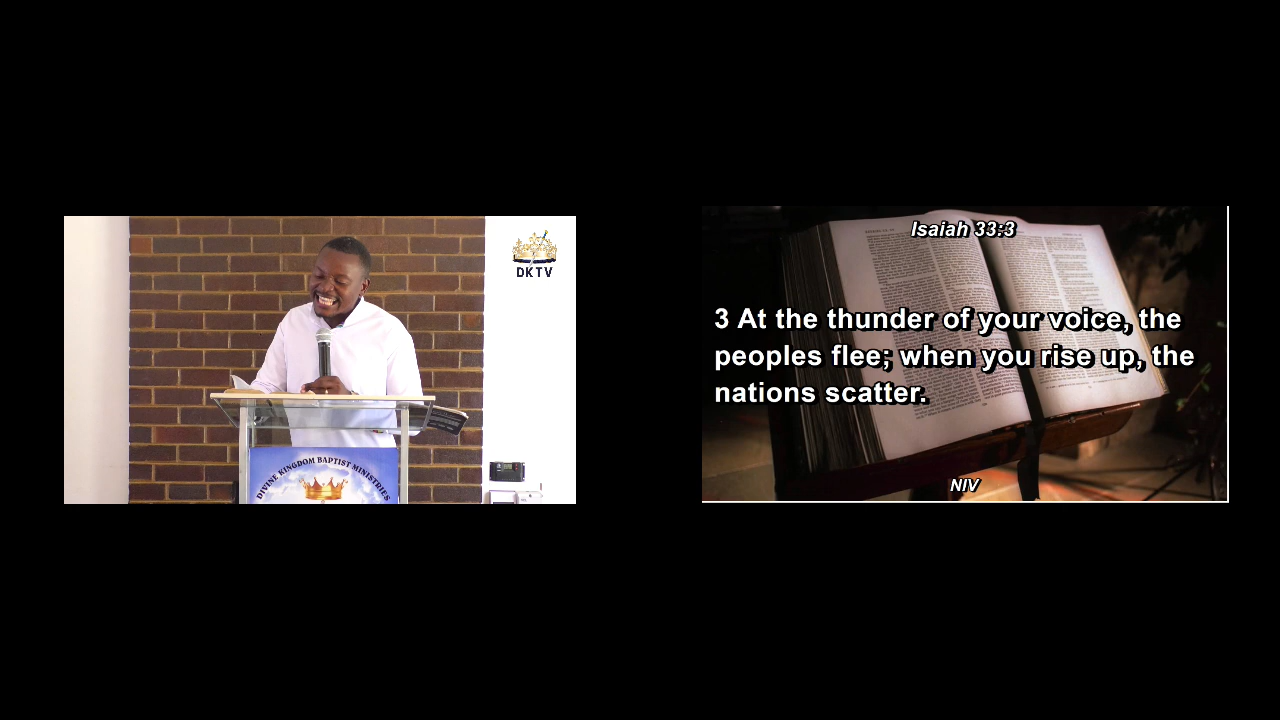 DKTV
DIVINE KINGDOM BAPTIST MINISTRIES
Isaiah 33:3
3 At the thunder of your voice, the
peoples flee; when you rise up, the
nations scatter.
NIV